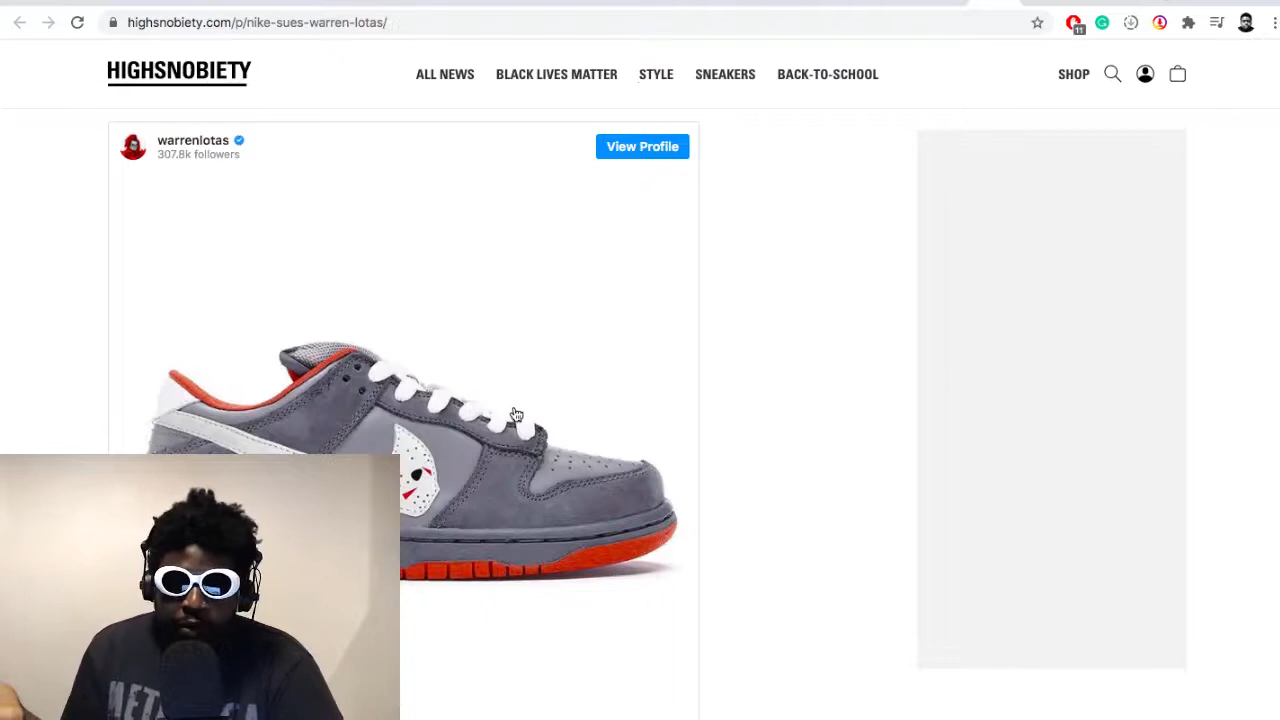 highsnobiety.com/p/nike-sues-warren-lotas/
11
HIGHSNOBIETY
ALL NEWS
BLACK LIVES MATTER
STYLE
SNEAKERS
BACK-TO-SCHOOL
SHOP
warrenlotas
307.8k followers
View Profile